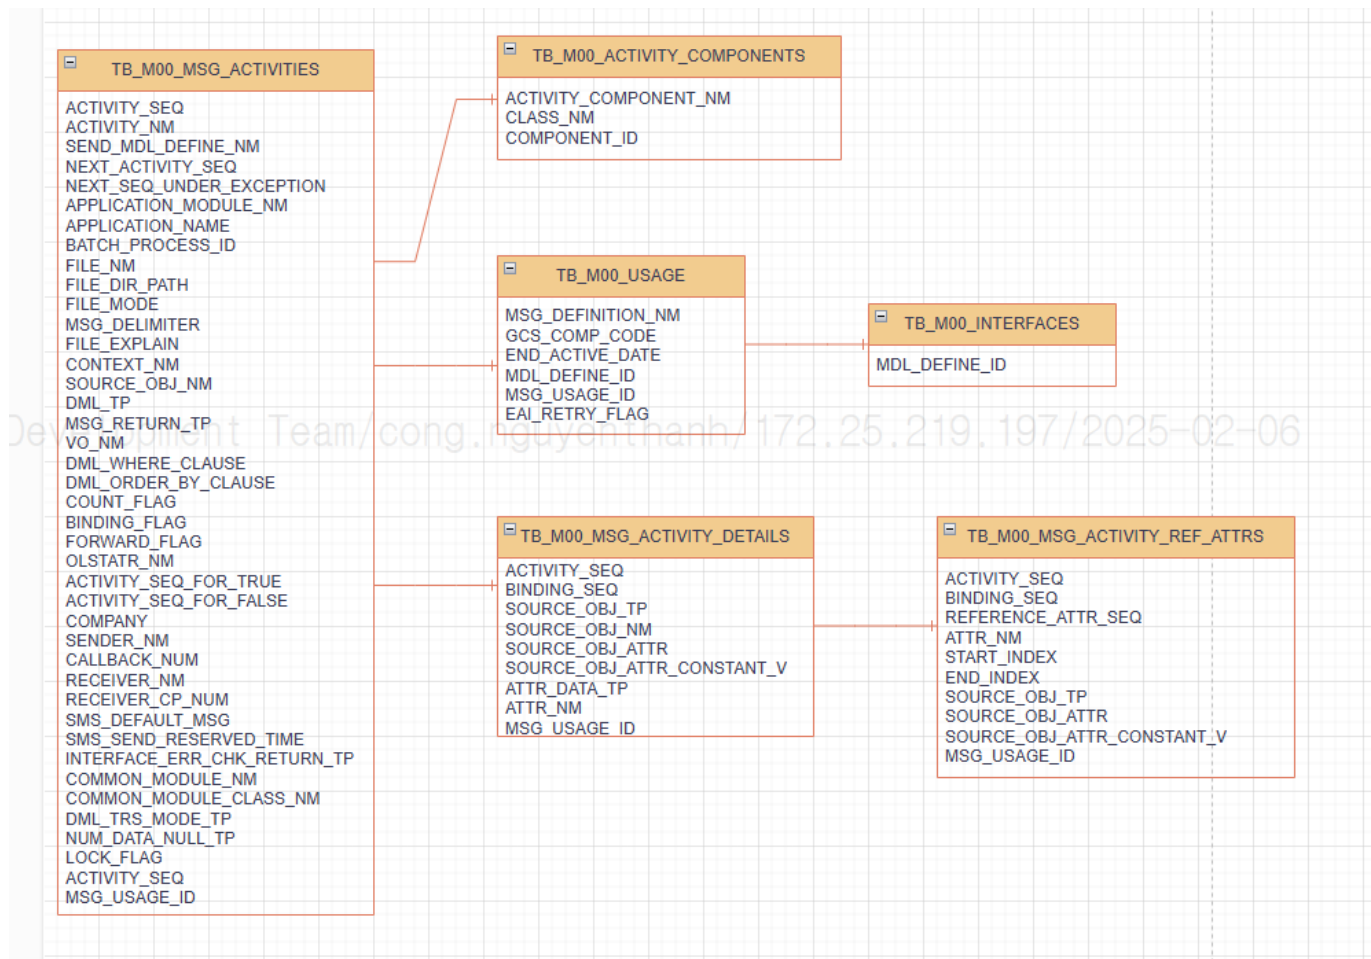 TB_M00_MSG_ACTIVITIES
ACTIVITY_SEQ
ACTIVITY_NM
SEND_MDL_DEFINE_NM
NEXT_ACTIVITY_SEQ
NEXT_SEQ_UNDER_EXCEPTION
APPLICATION_MODULE_NM
APPLICATION_NAME
BATCH_PROCESS_ID
FILE_NM
FILE_DIR_PATH
FILE_MODE
MSG_DELIMITER
FILE_EXPLAIN
CONTEXT_NM
SOURCE_OBJ_NM
DML_TP
MSG_RETURN_TP
VO_NM
DML_WHERE_CLAUSE
DML_ORDER_BY_CLAUSE
COUNT_FLAG
BINDING_FLAG
FORWARD_FLAG
OLSTATR_NM
ACTIVITY_SEQ_FOR_TRUE
ACTIVITY_SEQ_FOR_FALSE
COMPANY
SENDER_NM
CALLBACK_NUM
RECEIVER_NM
RECEIVER_CP_NUM
SMS_DEFAULT_MSG
SMS_SEND_RESERVED_TIME
INTERFACE_ERR_CHK_RETURN_TP
COMMON_MODULE_NM
COMMON_MODULE_CLASS_NM
DML_TRS_MODE_TP
NUM_DATA_NULL_TP
LOCK_FLAG
ACTIVITY_SEQ
MSG_USAGE_ID
TB_M00_ACTIVITY_COMPONENTS
ACTIVITY_COMPONENT_NM
CLASS_NM
COMPONENT_ID
TB_M00_USAGE
MSG_DEFINITION_NM
GCS_COMP_CODE
END_ACTIVE_DATE
MDL_DEFINE_ID
MSG_USAGE_ID
EAI_RETRY_FLAG
TB_M00_INTERFACES
MDL_DEFINE_ID
Development Team/cong.nguyenthanh/172.25.219.197/2025-02-06
TB_M00_MSG_ACTIVITY_DETAILS
ACTIVITY_SEQ
BINDING_SEQ
SOURCE_OBJ_TP
SOURCE_OBJ_NM
SOURCE_OBJ_ATTR
SOURCE_OBJ_ATTR_CONSTANT_V
ATTR_DATA_TP
ATTR_NM
MSG_USAGE_ID
TB_M00_MSG_ACTIVITY_REF_ATTRS
ACTIVITY_SEQ
BINDING_SEQ
REFERENCE_ATTR_SEQ
ATTR_NM
START_INDEX
END_INDEX
SOURCE_OBJ_TP
SOURCE_OBJ_ATTR
SOURCE_OBJ_ATTR_CONSTANT_V
MSG_USAGE_ID